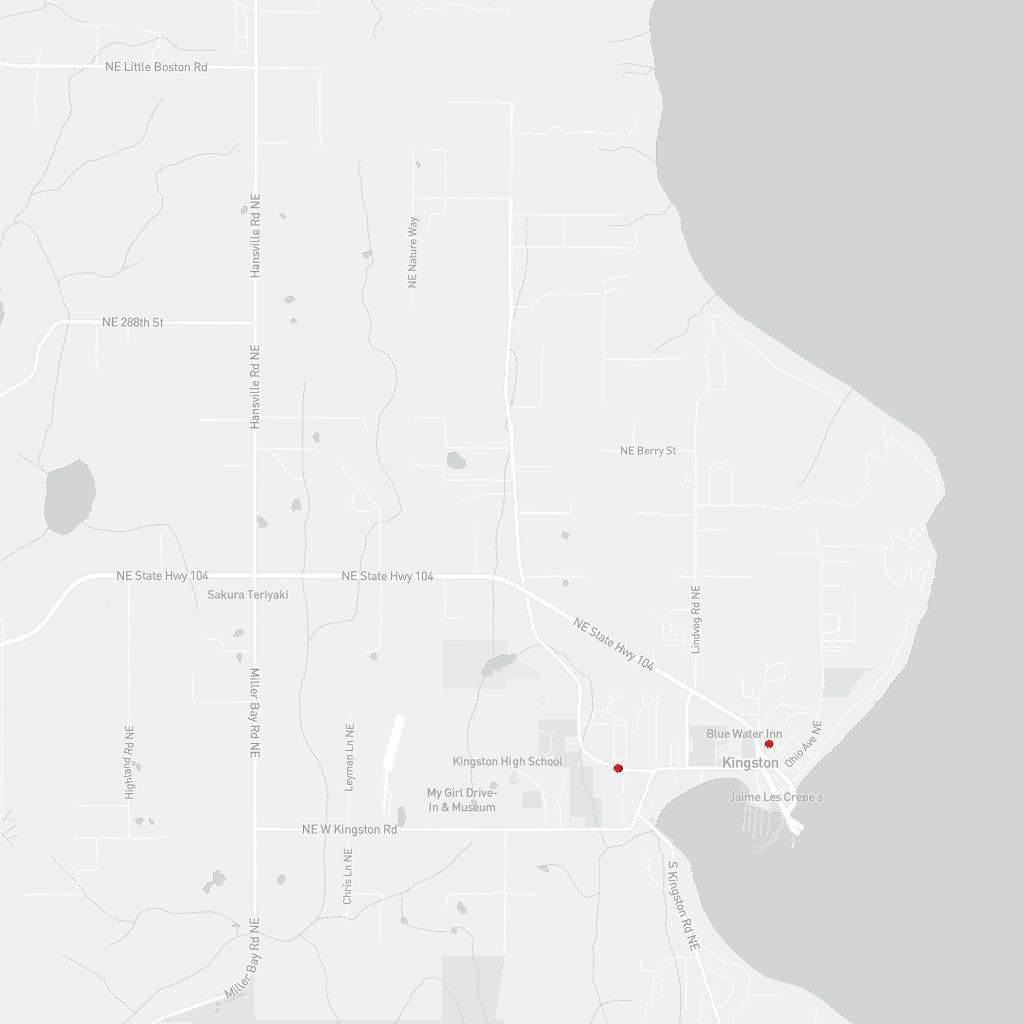 NE Little Boston Rd
Hansville Rd NE
NE Nature Way
NE 288th St
Hansville Rd NE
NE Berry St
NE State Hwy 104
NE State Hwy 104
Sakura Teriyaki
Lindvog Rd NE
NE State Hwy 104
Miller Bay Rd NE
Highland Rd NE
Leyman Ln NE
Blue Water Inn
Ohio Ave NE
Kingston High School
Kingston
My Girl Drive-
In & Museum
Jaime Les Crepe's
NE W Kingston Rd
Chris Ln NE
S Kingston Rd NE
Miller Bay Rd NE